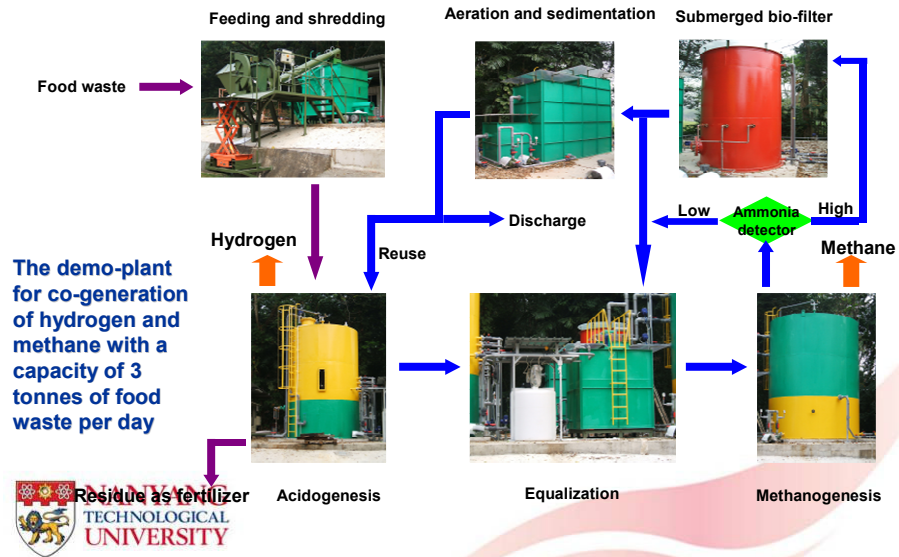 Feeding and shredding
Aeration and sedimentation
Submerged bio-filter
Food waste
Low
Ammonia
detector
High
Discharge
Reuse
Hydrogen
Methane
The demo-plant
for co-generation
of hydrogen and
methane with a
capacity of 3
tonnes of food
waste per day
Residue as fertilizer
Acidogenesis
Equalization
Methanogenesis
NANYANG
TECHNOLOGICAL
UNIVERSITY